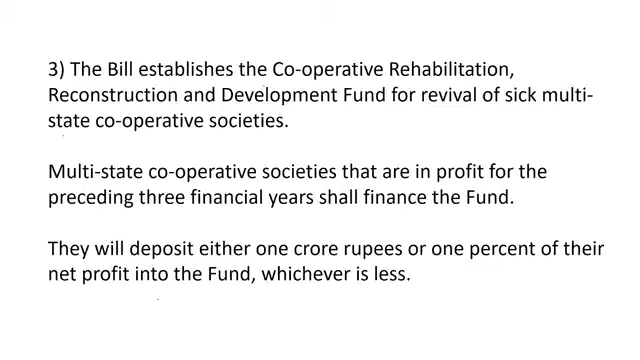 3) The Bill establishes the Co-operative Rehabilitation,
Reconstruction and Development Fund for revival of sick multi-
state co-operative societies.
Multi-state co-operative societies that are in profit for the
preceding three financial years shall finance the Fund.
They will deposit either one crore rupees or one percent of their
net profit into the Fund, whichever is less.